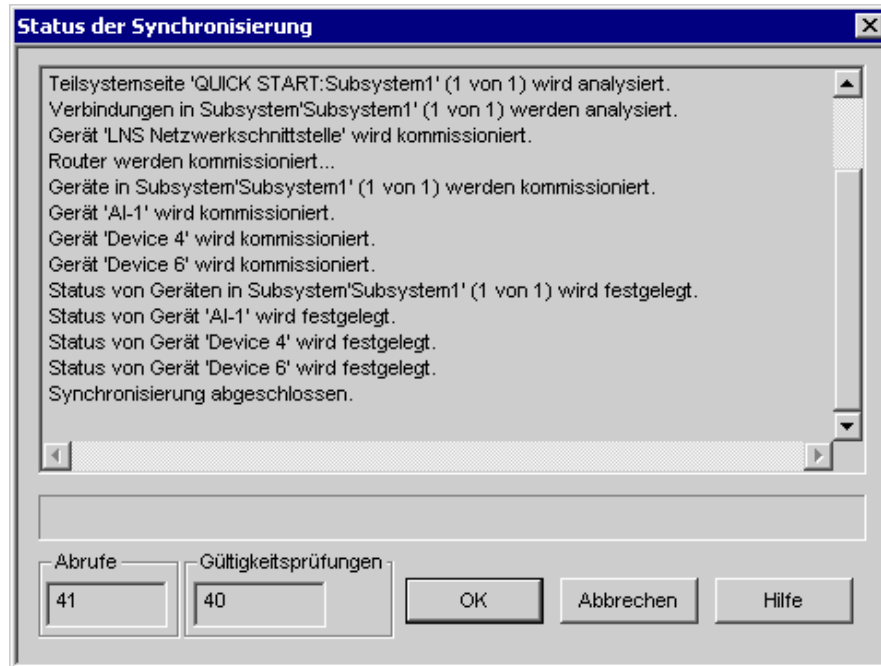 Status der Synchronisierung
Teilsystemseite 'QUICK START:Subsystem1' (1 von 1) wird analysiert.
Verbindungen in Subsystem'Subsystem1' (1 von 1) werden analysiert.
Gerät 'LNS Netzwerkschnittstelle' wird kommissioniert.
Router werden kommissioniert...
Geräte in Subsystem'Subsystem1' (1 von 1) werden kommissioniert.
Gerät 'AI-1' wird kommissioniert.
Gerät 'Device 4' wird kommissioniert.
Gerät 'Device 6' wird kommissioniert.
Status von Geräten in Subsystem'Subsystem1' (1 von 1) wird festgelegt.
Status von Gerät 'AI-1' wird festgelegt.
Status von Gerät 'Device 4' wird festgelegt.
Status von Gerät 'Device 6' wird festgelegt.
Synchronisierung abgeschlossen.
Abrufe
41
Gültigkeitsprüfungen
40
OK
Abbrechen
Hilfe